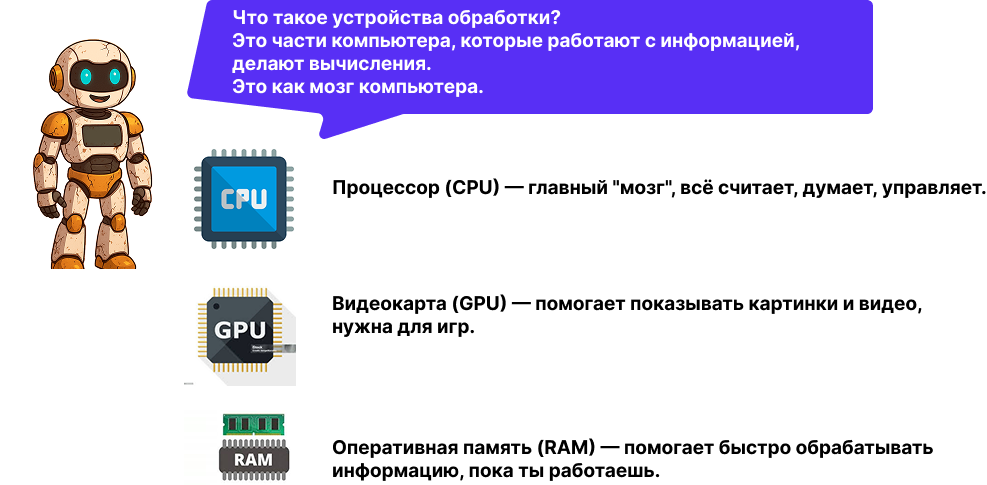 Что такое устройства обработки?
Это части компьютера, которые работают с информацией,
делают вычисления.
Это как мозг компьютера.
CPU
Процессор (CPU) — главный "мозг", всё считает, думает, управляет.
GPU
Видеокарта (GPU) — помогает показывать картинки и видео,
нужна для игр.
RAM
Оперативная память (RAM) — помогает быстро обрабатывать
информацию, пока ты работаешь.